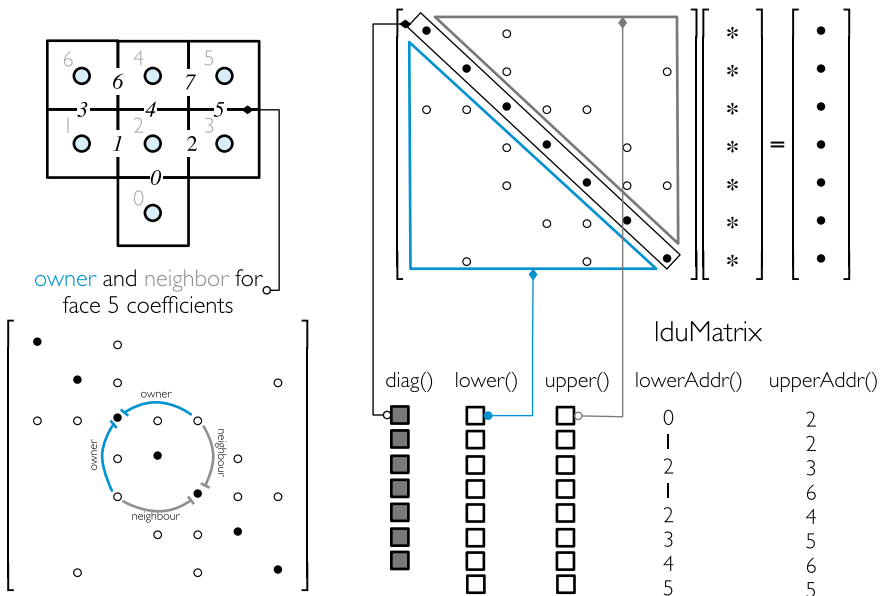 6 4 5
6 7
3 4 5
1 2 3
1 2
0
0
owner and neighbor for
face 5 coefficients
owner
owner
neighbour
neighbour
*
*
*
* =
*
*
*
lduMatrix
diag() lower() upper() lowerAddr() upperAddr()
0 2
1 2
2 3
1 6
2 4
3 5
4 6
5 5